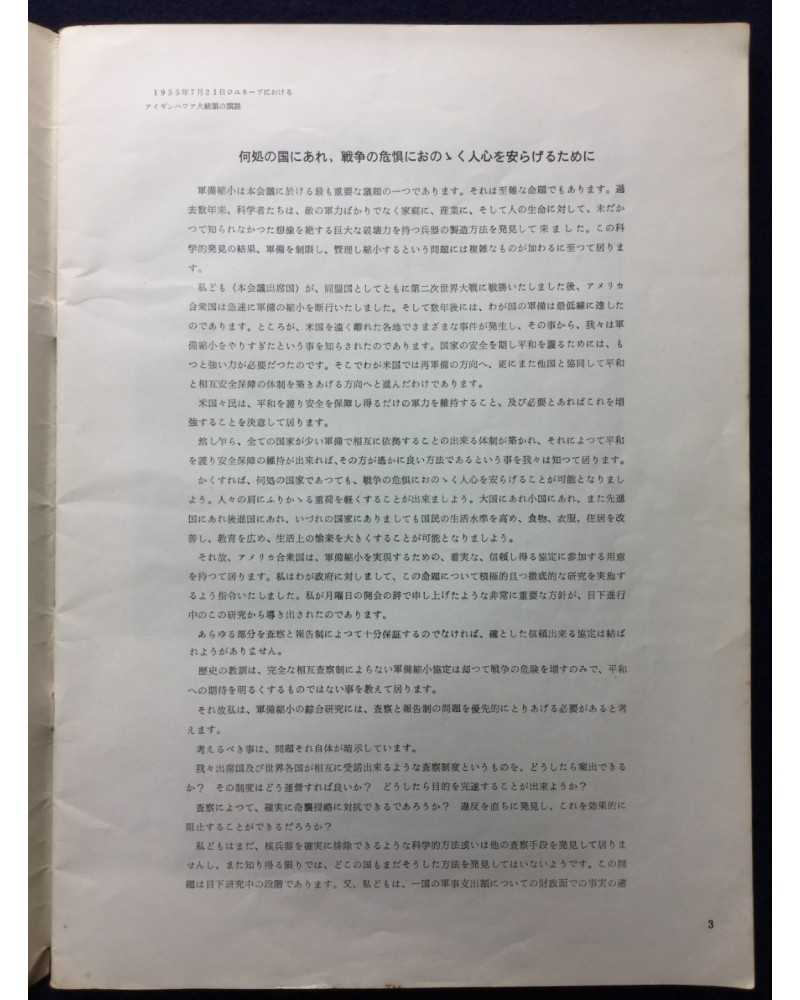 1955年7月21日ジユネーブにおける
アイゼンハワア大統領の演説
何処の国にあれ、戦争の危惧におのゝく人心を安らげるために
軍備縮小は本会議に於ける最も重要な議題の一つであります。それは至難な命題でもあります。過
去数年来、科学者たちは、敵の軍力ばかりでなく家庭に、産業に、そして人の生命に対して、未だか
つて知られなかつた想像を絶する巨大な破壊力を持つ兵器の製造方法を発見して来ました。この科
学的発見の結果、軍備を制限し、管理し縮小するという問題には複雑なものが加わるに至つて居りま
す。
私ども（本会議出席国）が、同盟国としてともに第二次世界大戦に戦勝いたしました後、アメリカ
合衆国は急速に軍備の縮小を断行いたしました。そして数年後には、わが国の軍備は最低線に達した
のであります。ところが、米国を遠く離れた各地でさまざまな事件が発生し、その事から、我々は軍
備縮小をやりすぎたという事を知らされたのであります。国家の安全を期し平和を護るためには、も
つと強い力が必要だつたのです。そこでわが米国では再軍備の方向へ、更にまた他国と協同して平和
と相互安全保障の体制を築きあげる方向へと進んだわけであります。
米国々民は、平和を護り安全を保障し得るだけの軍力を維持すること、及び必要とあればこれを増
強することを決意して居ります。
然し乍ら、全ての国家が少い軍備で相互に依拠することの出来る体制が築かれ、それによつて平和
を護り安全保障の維持が出来れば、その方が遙かに良い方法であるという事を我々は知つて居ります。
かくすれば、何処の国家であつても、戦争の危惧におのゝく人心を安らげることが可能となりまし
よう。人々の肩にふりかゝる重荷を軽くすることが出来ましよう。大国にあれ小国にあれ、また先進
国にあれ後進国にあれ、いづれの国家にありましても国民の生活水準を高め、食物、衣服、住居を改
善し、教育を広め、生活上の愉楽を大きくすることが可能となりましよう。
それ故、アメリカ合衆国は、軍備縮小を実現するための、着実な、信頼し得る協定に参加する用意
を持つて居ります。私はわが政府に対しまして、この命題について積極的且つ徹底的な研究を実施す
るよう指令いたしました。私が月曜日の開会の辞で申し上げたような非常に重要な方針が、目下進行
中のこの研究から導き出されたのであります。
あらゆる部分を査察と報告制によつて十分保証するのでなければ、確とした信頼出来る協定は結ば
れようがありません。
歴史の教訓は、完全な相互査察制によらない軍備縮小協定は却つて戦争の危険を増すのみで、平和
への期待を明るくするものではない事を教えて居ります。
それ故私は、軍備縮小の綜合研究には、査察と報告制の問題を優先的にとりあげる必要があると考
えます。
考えるべき事は、問題それ自体が暗示しています。
我々出席国及び世界各国が相互に受諾出来るような査察制度というものを、どうしたら案出できる
か？　その制度はどう運営すれば良いか？　どうしたら目的を完遂することが出来ようか？
査察によつて、確実に奇襲侵略に対抗できるであろうか？　違反を直ちに発見し、これを効果的に
阻止することができるだろうか？
私どもはまだ、核兵器を確実に排除できるような科学的方法或いは他の査察手段を発見して居りま
せんし、また知り得る限りでは、どこの国もまだそうした方法を発見してはいないようです。この問
題は目下研究中の段階であります。又、私どもは、一国の軍事支出額についての財政面での事実の適
3